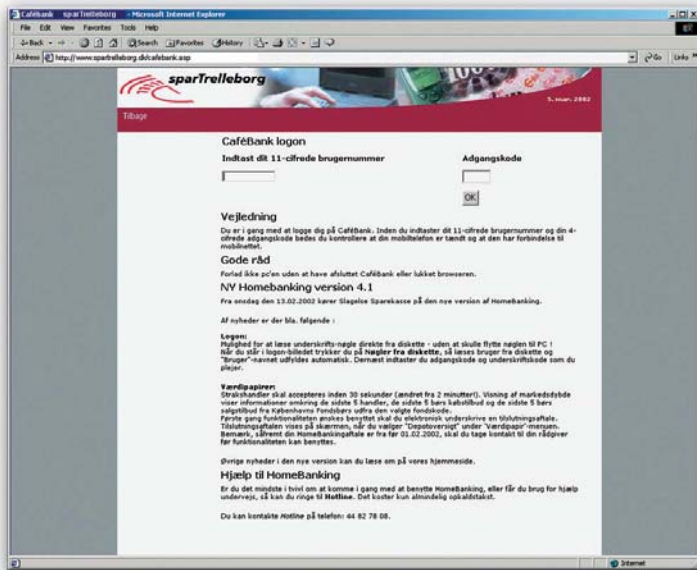 Cafébank sparTrelleborg - Microsoft Internet Explorer
File Edit View Favorites Tools Help
Back Search Favorites History
Address http://www.spartrelleborg.dk/cafebank.asp Go Links
sparTrelleborg
5. mar. 2002
Tilbage
CaféBank logon
Indtast dit 11-cifrede brugernummer Adgangskode
OK
Vejledning
Du er i gang med at logge dig på CaféBank. Inden du indtaster dit 11-cifrede brugernummer og din 4-
cifrede adgangskode bedes du kontrollere at din mobiltelefon er tændt og at den har forbindelse til
mobilnettet.
Gode råd
Forlad ikke pc'en uden at have afsluttet CaféBank eller lukket browseren.
NY Homebanking version 4.1
Fra onsdag den 13.02.2002 kører Slagelse Sparekasse på den nye version af HomeBanking.
Af nyheder er der bla. følgende :
Logon:
Mulighed for at læse underskrifts-nøgle direkte fra diskette - uden at skulle flytte nøglen til PC !
Når du står i logon-billedet trykker du på Nøgler fra diskette, så læses bruger fra diskette og
"Bruger"-navnet udfyldes automatisk. Dernæst indtaster du adgangskode og underskriftskode som du
plejer.
Værdipapirer:
Strakshandler skal accepteres inden 30 sekunder (ændret fra 2 minutter). Visning af markedsdybde
viser informationer omkring de sidste 5 handler, de sidste 5 børs købstilbud og de sidste 5 børs
salgstilbud fra Københavns Fondsbørs udfra den valgte fondskode.
Første gang funktionaliteten ønskes benyttet skal du elektronisk underskrive en tilslutningsaftale.
Tilslutningsaftalen vises på skærmen, når du vælger "Depotoversigt" under Værdipapir"-menuen.
Bemærk, såfremt din HomeBankingaftale er fra før 01.02.2002, skal du tage kontakt til din rådgiver
før funktionaliteten kan benyttes.
Øvrige nyheder i den nye version kan du læse om på vores hjemmeside.
Hjælp til HomeBanking
Er du det mindste i tvivl om at komme i gang med at benytte HomeBanking, eller får du brug for hjælp
undervejs, så kan du ringe til Hotline. Det koster kun almindelig opkaldstakst.
Du kan kontakte Hotline på telefon: 44 82 78 08.
Internet